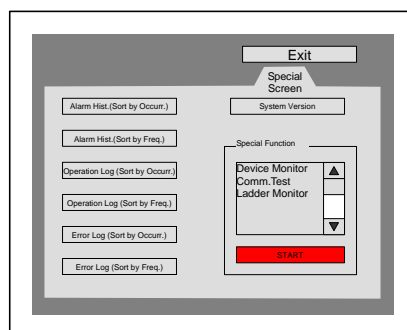 Exit
Special
Screen
Alarm Hist.(Sort by Occurr.)
System Version
Alarm Hist.(Sort by Freq.)
Special Function
Operation Log (Sort by Occurr.)
Device Monitor
Comm.Test
Ladder Monitor
Operation Log (Sort by Freq.)
Error Log (Sort by Occurr.)
START
Error Log (Sort by Freq.)